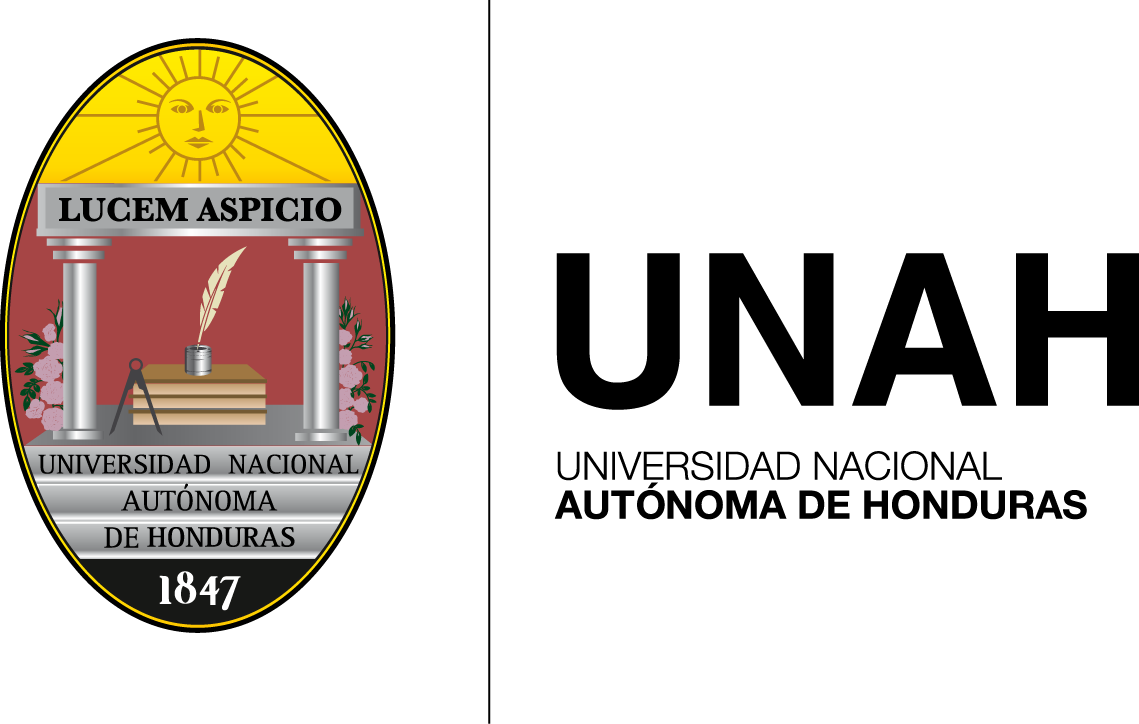 LUCEM ASPICIO
UNIVERSIDAD NACIONAL
AUTÓNOMA
DE HONDURAS
1847
UNAH
UNIVERSIDAD NACIONAL
AUTÓNOMA DE HONDURAS